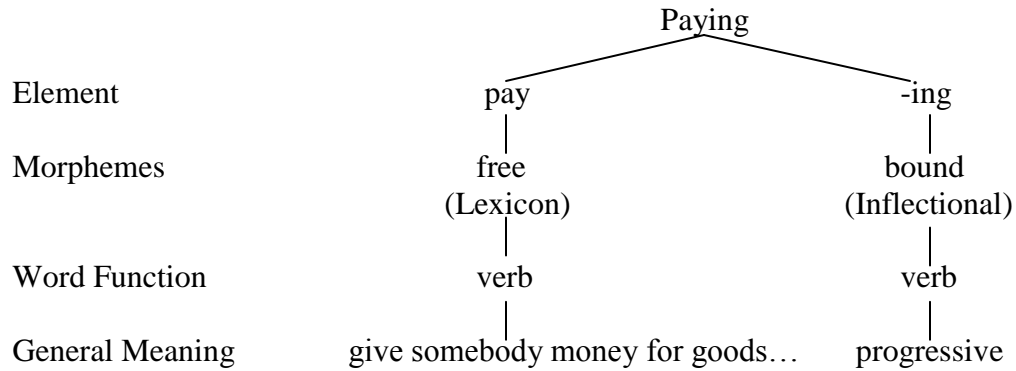 Paying
Element pay -ing
Morphemes free bound
(Lexicon) (Inflectional)
Word Function verb verb
General Meaning give somebody money for goods… progressive